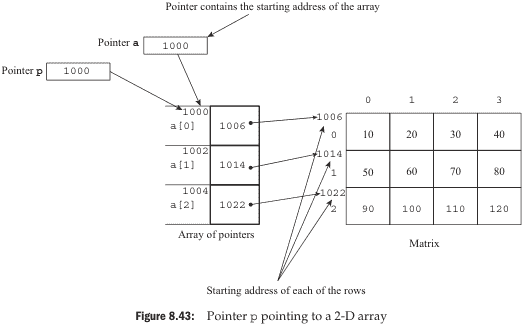 Pointer contains the starting address of the array
Pointer a 1000
Pointer p 1000
0 1 2 3
1000
a[0] 1006
1006
0 10 20 30 40
1002
a[1] 1014
1014
1 50 60 70 80
1004
a[2] 1022
1022
2 90 100 110 120
Array of pointers
Matrix
Starting address of each of the rows
Figure 8.43: Pointer p pointing to a 2-D array